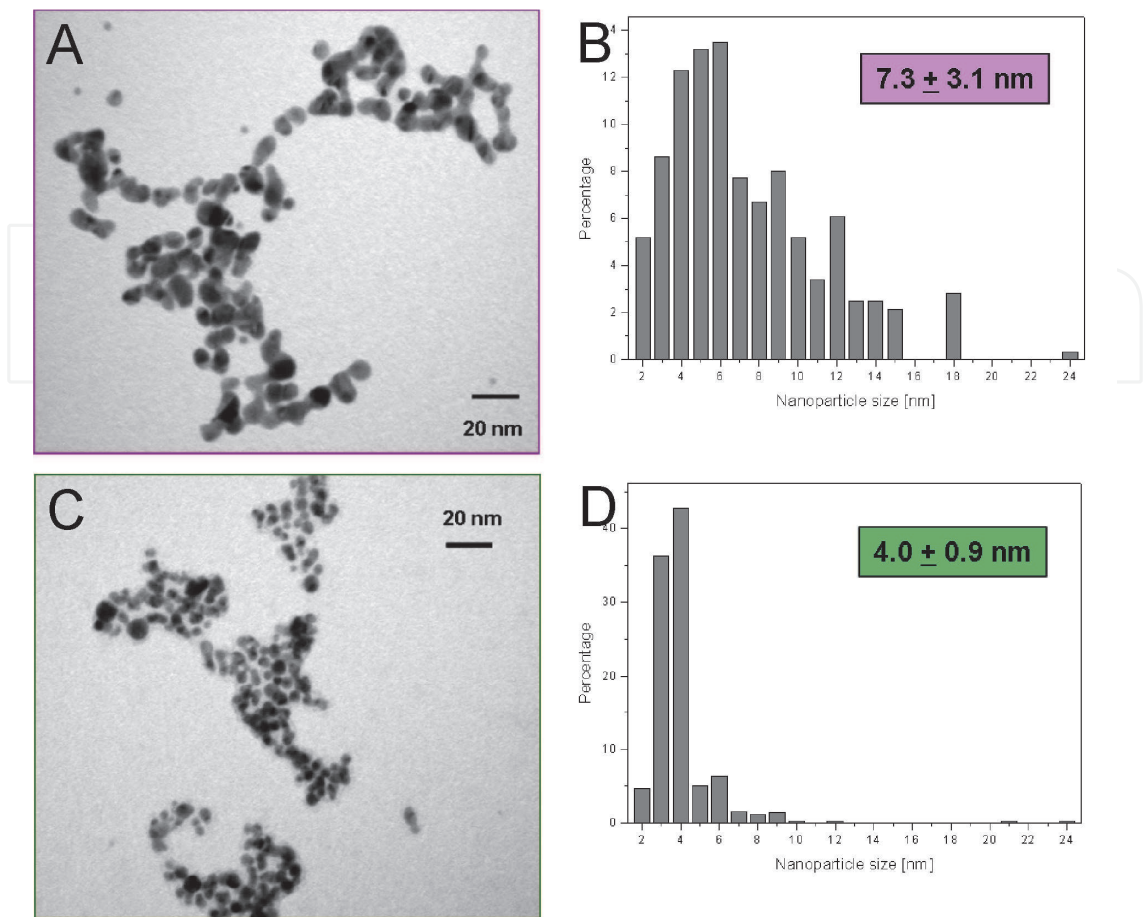 A
20 nm
B
7.3 ± 3.1 nm
14
12
10
8
6
4
2
0
Percentage
2 4 6 8 10 12 14 16 18 20 22 24
Nanoparticle size [nm]
C
20 nm
D
4.0 ± 0.9 nm
40
30
20
10
0
Percentage
2 4 6 8 10 12 14 16 18 20 22 24
Nanoparticle size [nm]